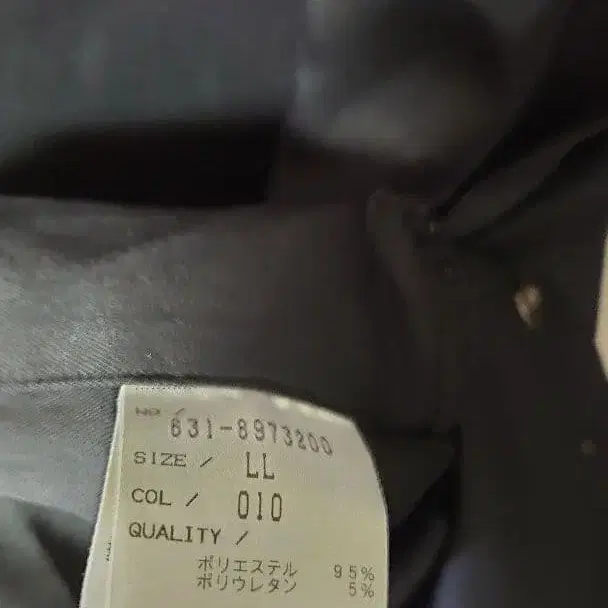 NO / 631-8973200
SIZE / LL
COL / 010
QUALITY /
ポリエステル 95%
ポリウレタン 5%